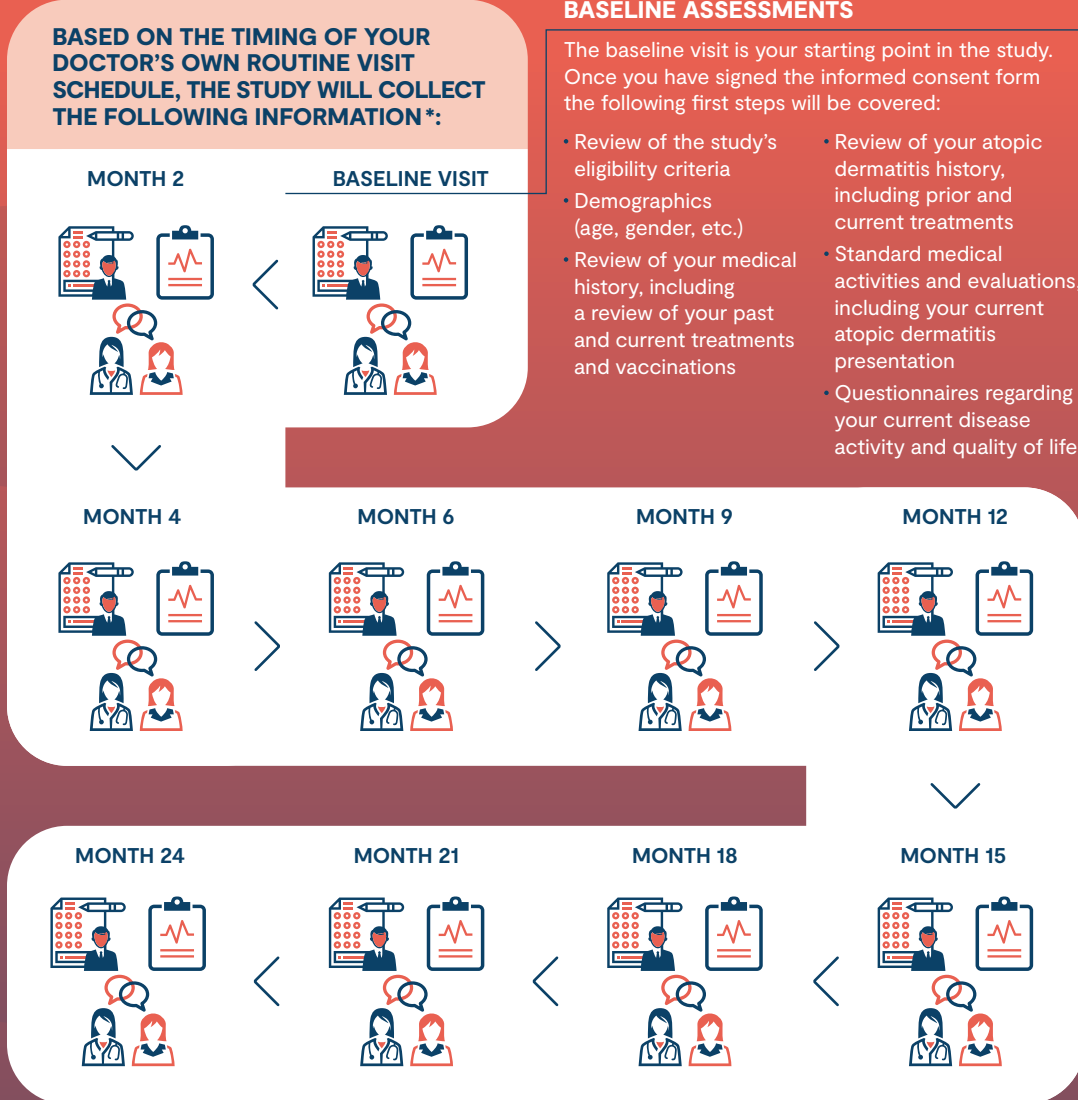 BASED ON THE TIMING OF YOUR
DOCTOR'S OWN ROUTINE VISIT
SCHEDULE, THE STUDY WILL COLLECT
THE FOLLOWING INFORMATION*:
BASELINE ASSESSMENTS
The baseline visit is your starting point in the study.
Once you have signed the informed consent form
the following first steps will be covered:
• Review of the study's
eligibility criteria
• Demographics
(age, gender, etc.)
• Review of your medical
history, including
a review of your past
and current treatments
and vaccinations
• Review of your atopic
dermatitis history,
including prior and
current treatments
• Standard medical
activities and evaluations,
including your current
atopic dermatitis
presentation
• Questionnaires regarding
your current disease
activity and quality of life
BASELINE VISIT
MONTH 2
MONTH 4
MONTH 6
MONTH 9
MONTH 12
MONTH 15
MONTH 18
MONTH 21
MONTH 24